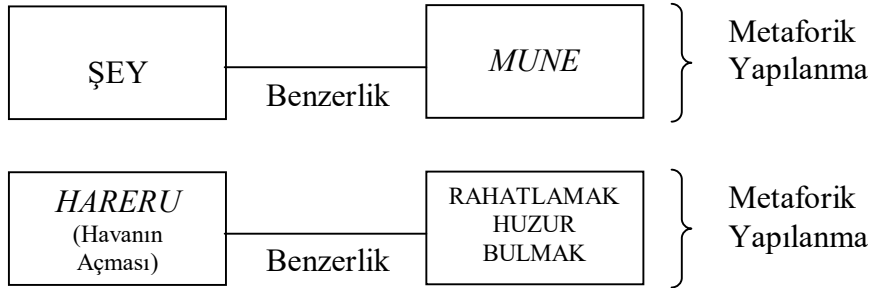 ŞEY
Benzerlik
MUNE
Metaforik
Yapılanma
HARERU
(Havanın
Açması)
Benzerlik
RAHATLAMAK
HUZUR
BULMAK
Metaforik
Yapılanma